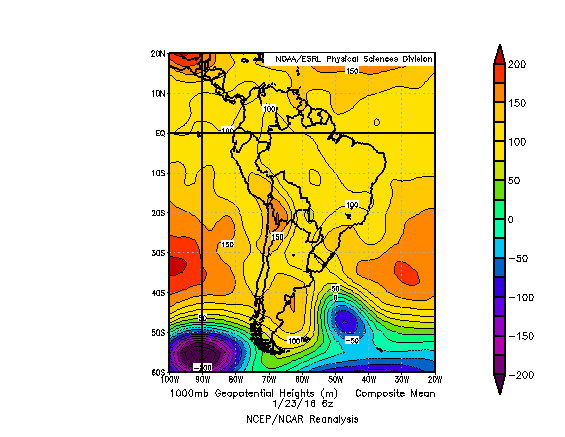 NOAA/ESRL Physical Sciences Division
20N
10N
EQ
10S
20S
30S
40S
50S
60S
100W 90W 80W 70W 60W 50W 40W 30W 20W
150
100
100
100
150
150
50
0
50
-50
100
200
150
100
50
0
-50
-100
-150
-200
1000mb Geopotential Heights (m) Composite Mean
1/23/16 6z
NCEP/NCAR Reanalysis